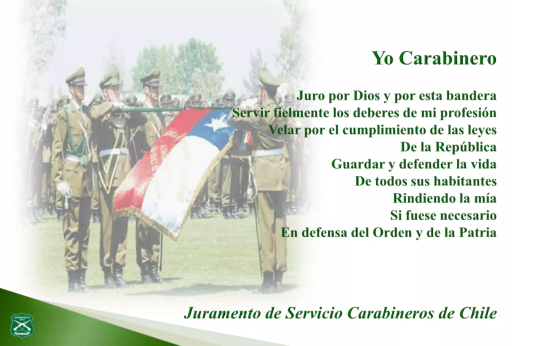 Yo Carabinero
Juro por Dios y por esta bandera
Servir fielmente los deberes de mi profesión
Velar por el cumplimiento de las leyes
De la República
Guardar y defender la vida
De todos sus habitantes
Rindiendo la mía
Si fuese necesario
En defensa del Orden y de la Patria
Juramento de Servicio Carabineros de Chile